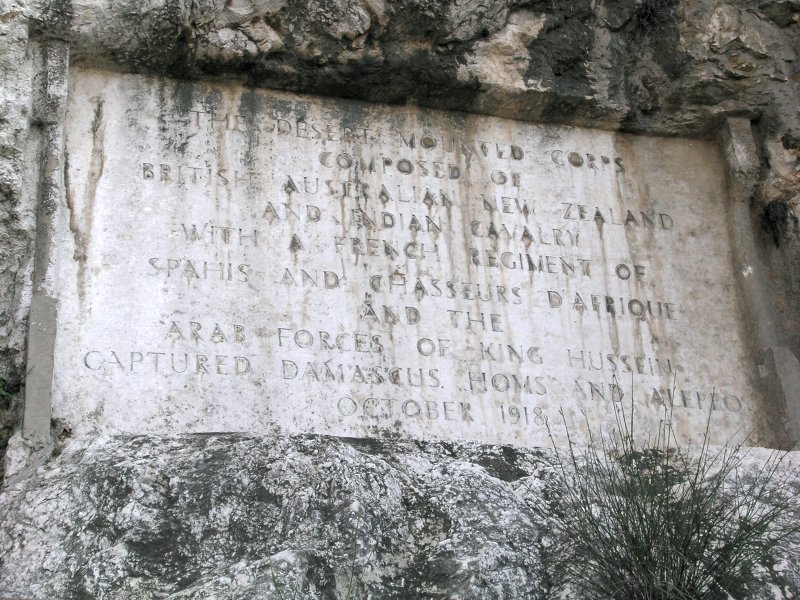 THE DESERT MOUNTED CORPS
COMPOSED OF
BRITISH AUSTRALIAN NEW ZEALAND
AND INDIAN CAVALRY
WITH A FRENCH REGIMENT OF
SPAHIS AND CHASSEURS D'AFRIQUE
AND THE
ARAB FORCES OF KING HUSSEIN
CAPTURED DAMASCUS HOMS AND ALEPPO
OCTOBER 1918